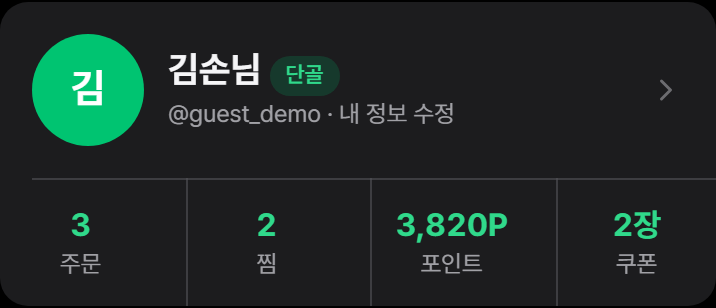 김
김손님 단골
@guest_demo · 내 정보 수정
3 2 3,820P 2장
주문 찜 포인트 쿠폰